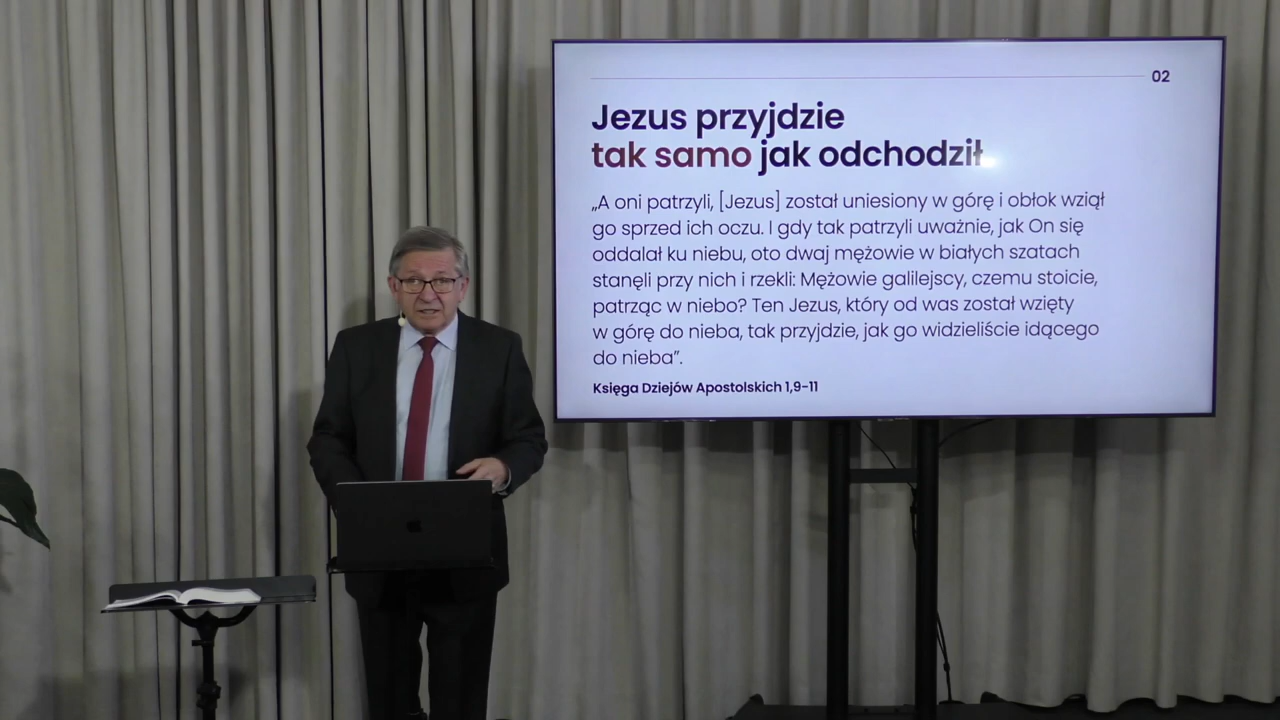 02
Jezus przyjdzie
tak samo jak odchodził
„A oni patrzyli, [Jezus] został uniesiony w górę i obłok wziął
go sprzed ich oczu. I gdy tak patrzyli uważnie, jak On się
oddalał ku niebu, oto dwaj mężowie w białych szatach
stanęli przy nich i rzekli: Mężowie galilejscy, czemu stoicie,
patrząc w niebo? Ten Jezus, który od was został wzięty
w górę do nieba, tak przyjdzie, jak go widzieliście idącego
do nieba”.
Księga Dziejów Apostolskich 1,9-11